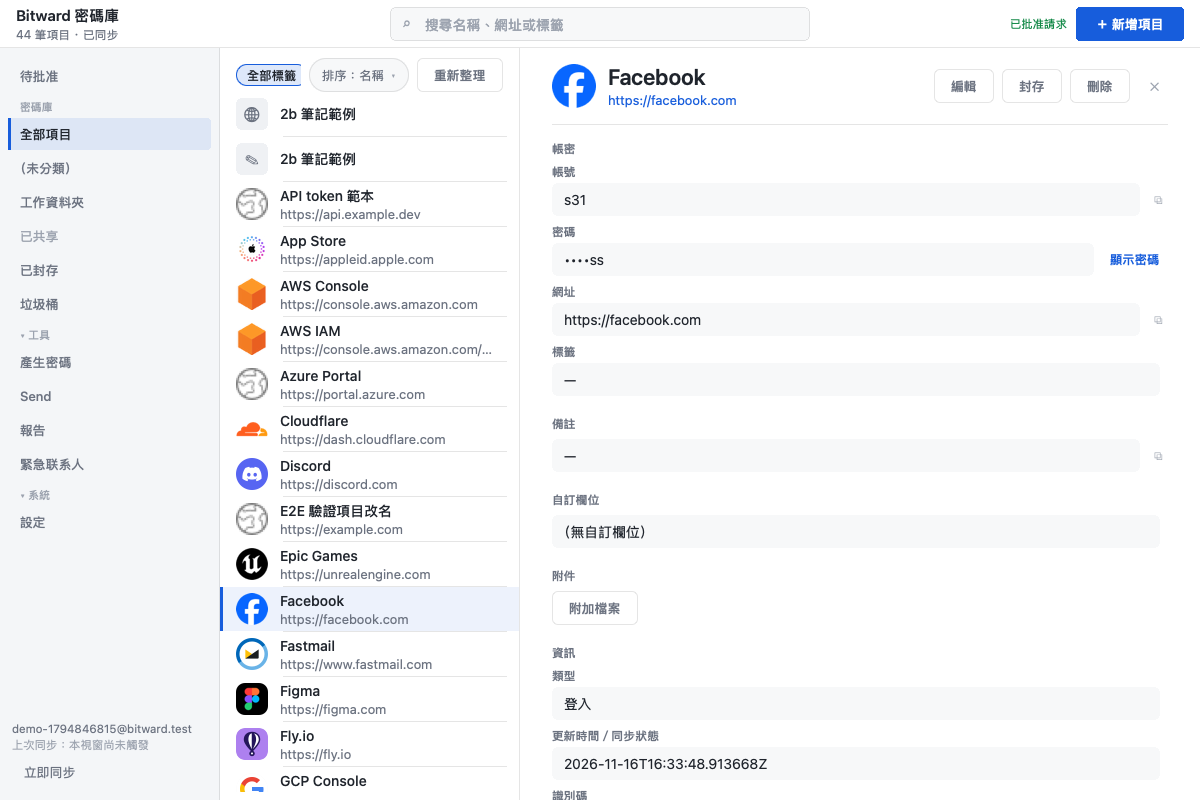 Bitward 密碼庫
44 筆項目 · 已同步
搜尋名稱、網址或標籤
已批准請求
+ 新增項目
待批准
密碼庫
全部項目
(未分類)
工作資料夾
已共享
已封存
垃圾桶
工具
產生密碼
Send
報告
緊急联系人
系統
設定
demo-1794846815@bitward.test
上次同步：本視窗尚未觸發
立即同步
全部標籤
排序：名稱
重新整理
2b 筆記範例
2b 筆記範例
API token 範本
https://api.example.dev
App Store
https://appleid.apple.com
AWS Console
https://console.aws.amazon.com
AWS IAM
https://console.aws.amazon.com/...
Azure Portal
https://portal.azure.com
Cloudflare
https://dash.cloudflare.com
Discord
https://discord.com
E2E 驗證項目改名
https://example.com
Epic Games
https://unrealengine.com
Facebook
https://facebook.com
Fastmail
https://www.fastmail.com
Figma
https://figma.com
Fly.io
https://fly.io
GCP Console
Facebook
https://facebook.com
編輯
封存
刪除
帳密
帳號
s31
密碼
••••ss
顯示密碼
網址
https://facebook.com
標籤
—
備註
—
自訂欄位
(無自訂欄位)
附件
附加檔案
資訊
類型
登入
更新時間 / 同步狀態
2026-11-16T16:33:48.913668Z
識別碼